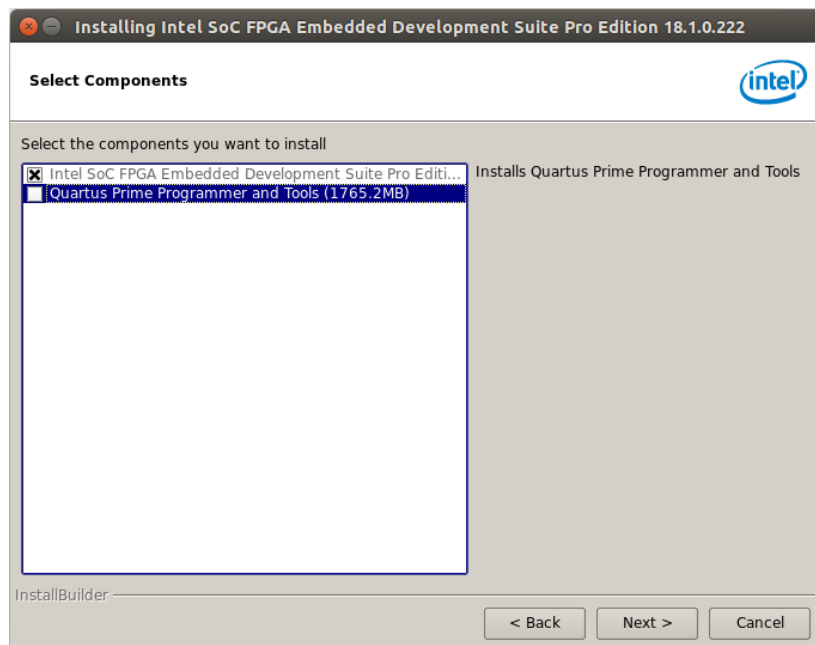 Installing Intel SoC FPGA Embedded Development Suite Pro Edition 18.1.0.222
Select Components
intel
Select the components you want to install
Intel SoC FPGA Embedded Development Suite Pro Editi...
Installs Quartus Prime Programmer and Tools
Quartus Prime Programmer and Tools (1765.2MB)
InstallBuilder
< Back
Next >
Cancel